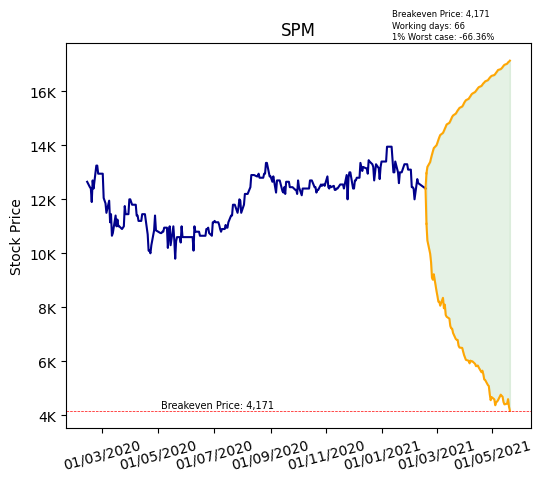 Breakeven Price: 4,171
Working days: 66
1% Worst case: -66.36%
SPM
Stock Price
16K
14K
12K
10K
8K
6K
4K
Breakeven Price: 4,171
01/03/2020
01/05/2020
01/07/2020
01/09/2020
01/11/2020
01/01/2021
01/03/2021
01/05/2021